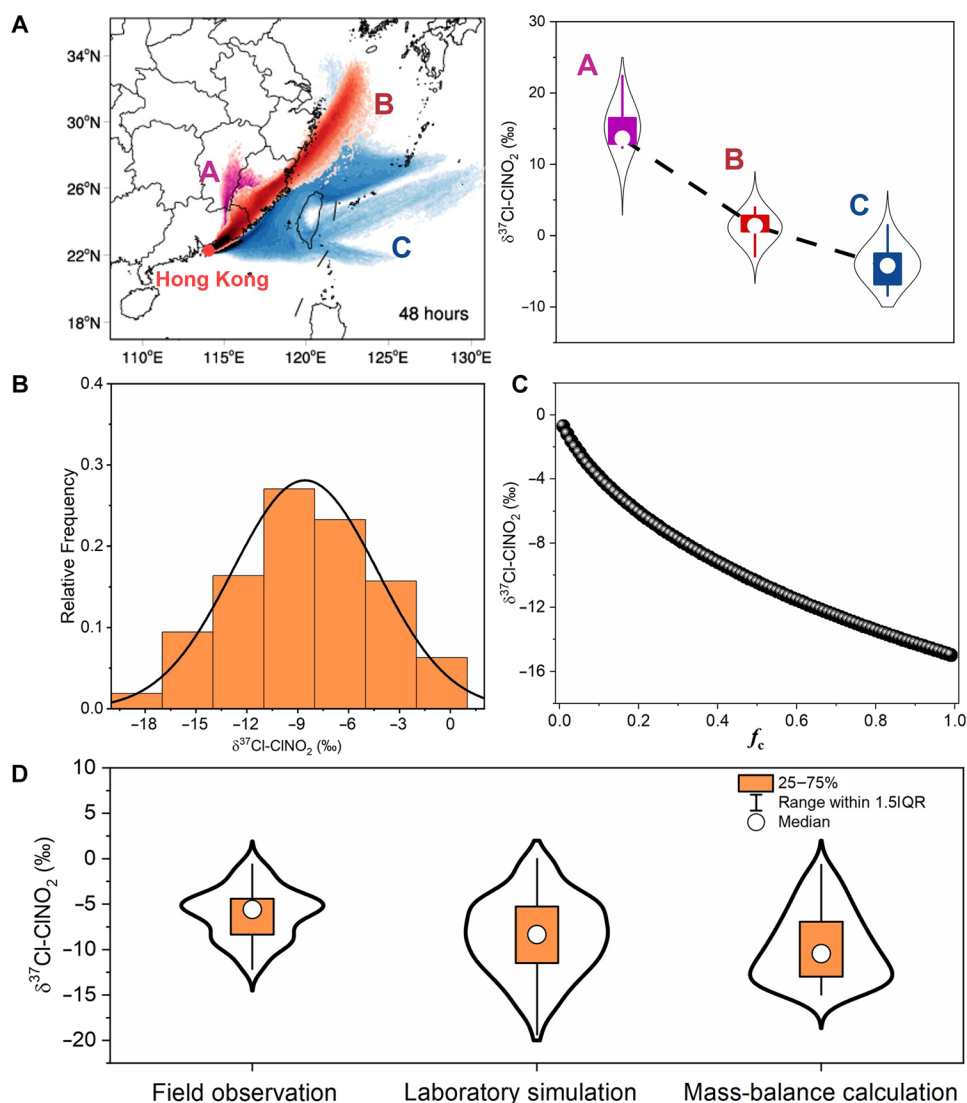 A
34°N
30°N
26°N
22°N
18°N
A
B
C
Hong Kong
48 hours
110°E
115°E
120°E
125°E
130°E
δ³⁷Cl-ClNO₂ (‰)
30
20
10
0
−10
A
B
C
B
Relative Frequency
0.4
0.3
0.2
0.1
0.0
−18
−15
−12
−9
−6
−3
0
δ³⁷Cl-ClNO₂ (‰)
C
δ³⁷Cl-ClNO₂ (‰)
0
−4
−8
−12
−16
0.0
0.2
0.4
0.6
0.8
1.0
f_c
D
δ³⁷Cl-ClNO₂ (‰)
10
5
0
−5
−10
−15
−20
25–75%
Range within 1.5IQR
Median
Field observation
Laboratory simulation
Mass-balance calculation